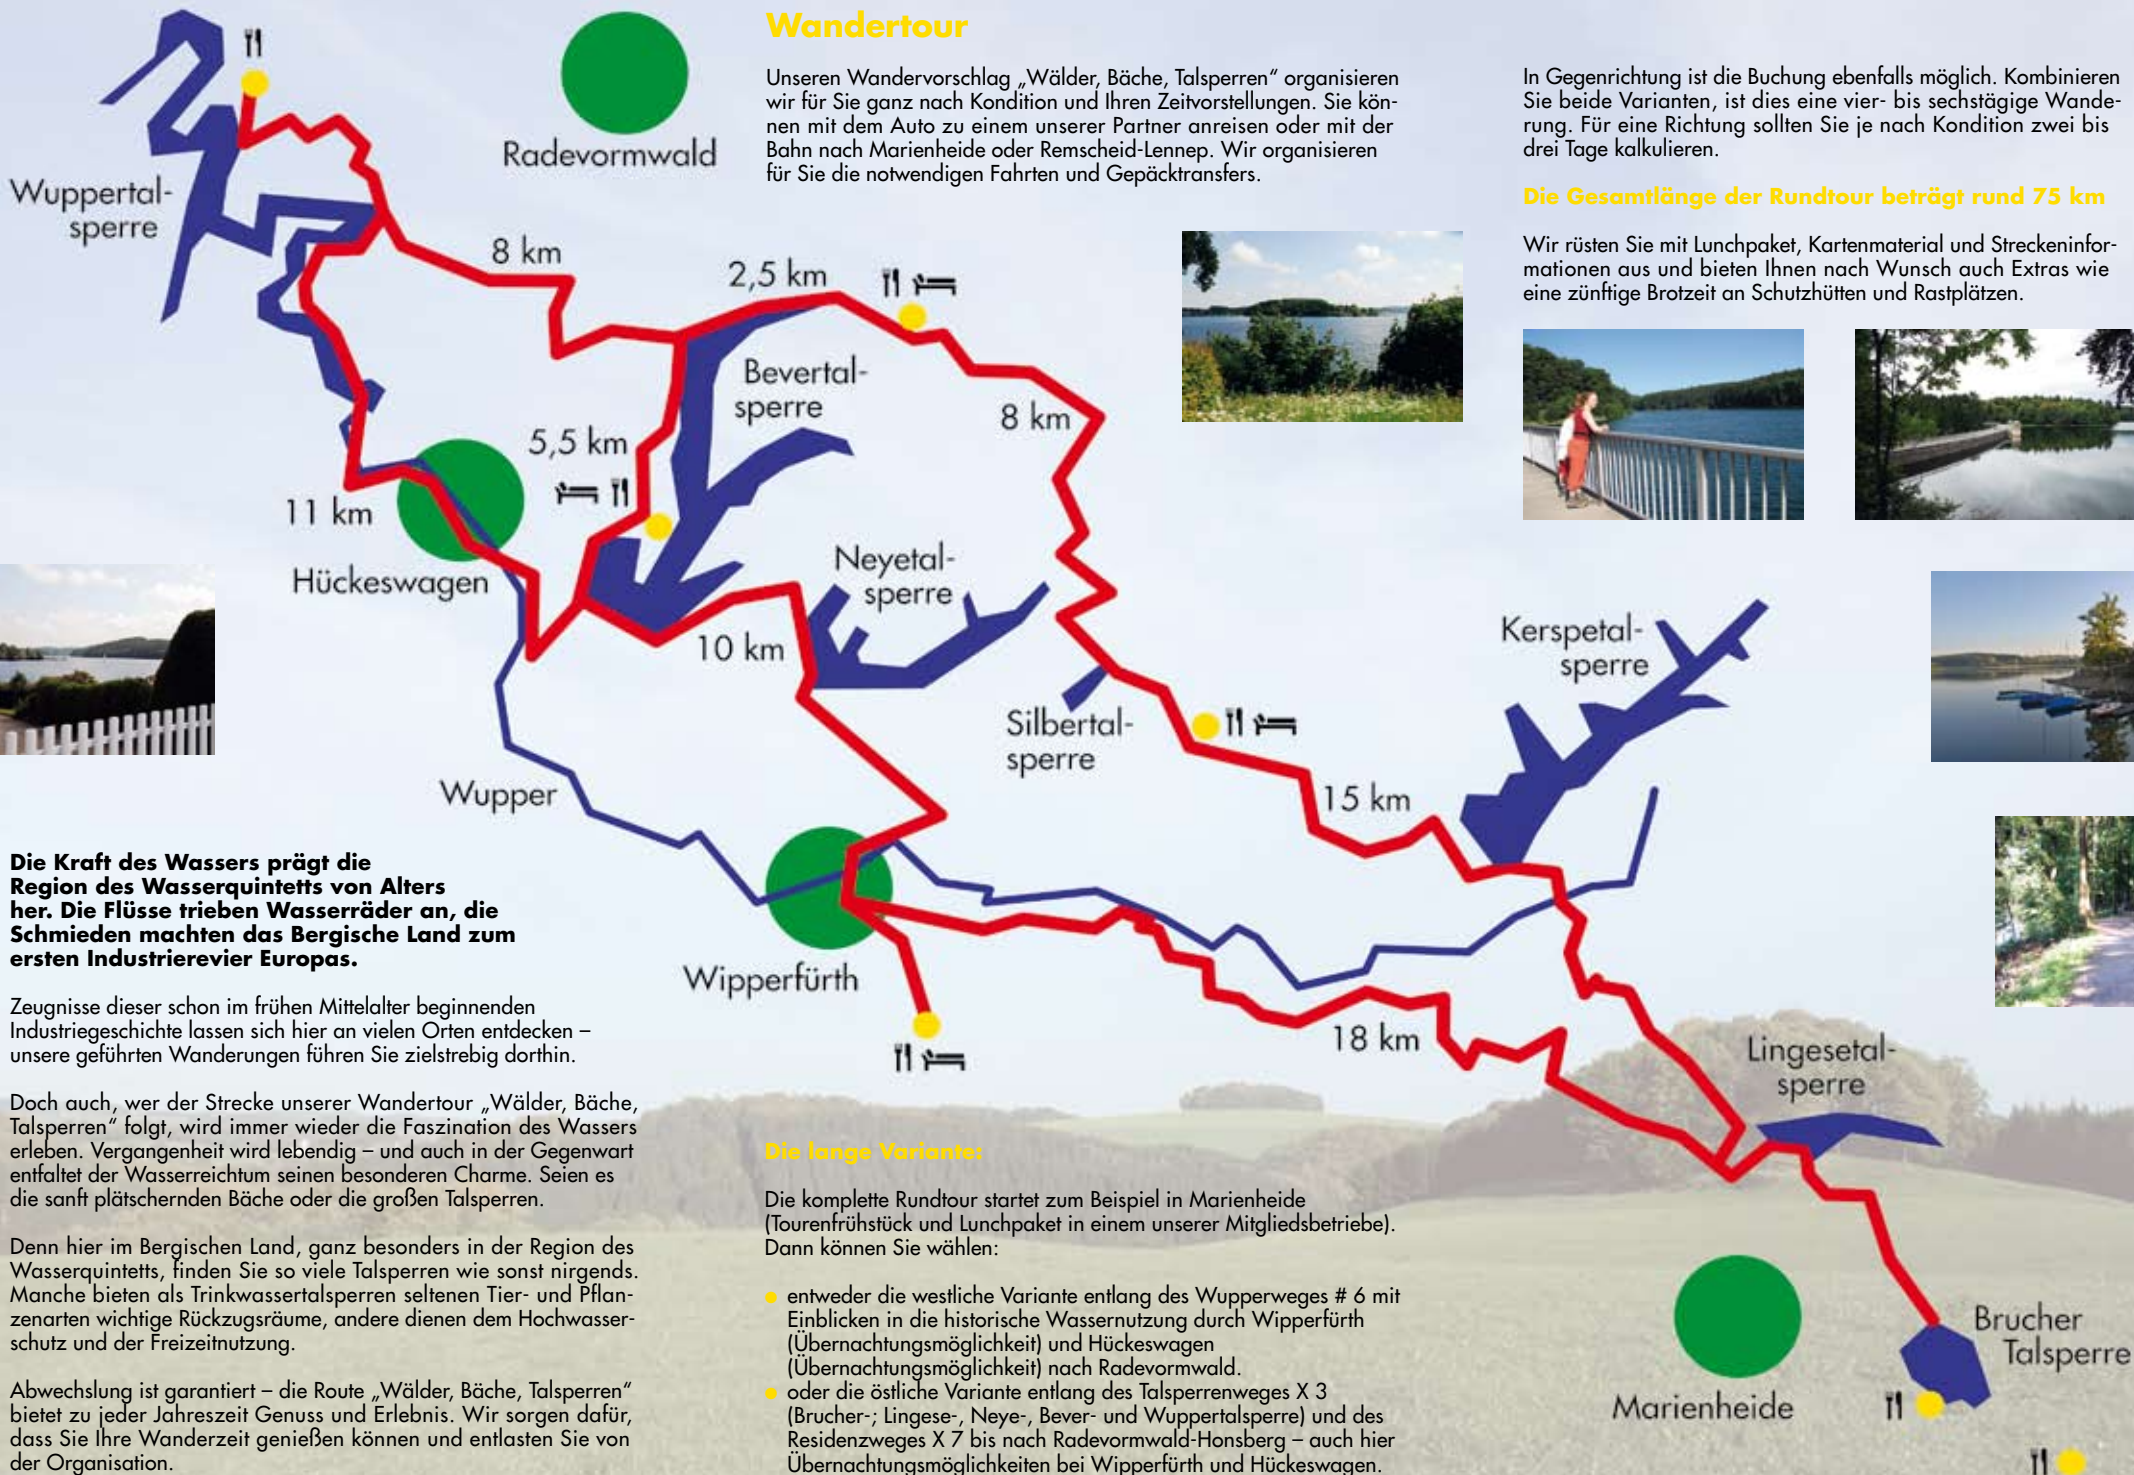 Wandertour
Unseren Wandervorschlag „Wälder, Bäche, Talsperren“ organisieren
wir für Sie ganz nach Kondition und Ihren Zeitvorstellungen. Sie kön-
nen mit dem Auto zu einem unserer Partner anreisen oder mit der
Bahn nach Marienheide oder Remscheid-Lennep. Wir organisieren
für Sie die notwendigen Fahrten und Gepäcktransfers.
In Gegenrichtung ist die Buchung ebenfalls möglich. Kombinieren
Sie beide Varianten, ist dies eine vier- bis sechstägige Wande-
rung. Für eine Richtung sollten Sie je nach Kondition zwei bis
drei Tage kalkulieren.
Die Gesamtlänge der Rundtour beträgt rund 75 km
Wir rüsten Sie mit Lunchpaket, Kartenmaterial und Streckeninfor-
mationen aus und bieten Ihnen nach Wunsch auch Extras wie
eine zünftige Brotzeit an Schutzhütten und Rastplätzen.
Radevormwald
Wuppertal-
sperre
8 km
2,5 km
Bevertal-
sperre
8 km
5,5 km
11 km
Hückeswagen
Neyetal-
sperre
10 km
Kerspetal-
sperre
Silbertal-
sperre
Wupper
15 km
Wipperfürth
18 km
Lingesetal-
sperre
Brucher
Talsperre
Marienheide
Die Kraft des Wassers prägt die
Region des Wasserquintetts von Alters
her. Die Flüsse trieben Wasserräder an, die
Schmieden machten das Bergische Land zum
ersten Industrierevier Europas.
Zeugnisse dieser schon im frühen Mittelalter beginnenden
Industriegeschichte lassen sich hier an vielen Orten entdecken –
unsere geführten Wanderungen führen Sie zielstrebig dorthin.
Doch auch, wer der Strecke unserer Wandertour „Wälder, Bäche,
Talsperren“ folgt, wird immer wieder die Faszination des Wassers
erleben. Vergangenheit wird lebendig – und auch in der Gegenwart
entfaltet der Wasserreichtum seinen besonderen Charme. Seien es
die sanft plätschernden Bäche oder die großen Talsperren.
Denn hier im Bergischen Land, ganz besonders in der Region des
Wasserquintetts, finden Sie so viele Talsperren wie sonst nirgends.
Manche bieten als Trinkwassertalsperren seltenen Tier- und Pflan-
zenarten wichtige Rückzugsräume, andere dienen dem Hochwasser-
schutz und der Freizeitnutzung.
Abwechslung ist garantiert – die Route „Wälder, Bäche, Talsperren“
bietet zu jeder Jahreszeit Genuss und Erlebnis. Wir sorgen dafür,
dass Sie Ihre Wanderzeit genießen können und entlasten Sie von
der Organisation.
Die lange Variante:
Die komplette Rundtour startet zum Beispiel in Marienheide
(Tourenfrühstück und Lunchpaket in einem unserer Mitgliedsbetriebe).
Dann können Sie wählen:
● entweder die westliche Variante entlang des Wupperweges # 6 mit
Einblicken in die historische Wassernutzung durch Wipperfürth
(Übernachtungsmöglichkeit) und Hückeswagen
(Übernachtungsmöglichkeit) nach Radevormwald.
● oder die östliche Variante entlang des Talsperrenweges X 3
(Brucher-; Lingese-, Neye-, Bever- und Wuppertalsperre) und des
Residenzweges X 7 bis nach Radevormwald-Honsberg – auch hier
Übernachtungsmöglichkeiten bei Wipperfürth und Hückeswagen.